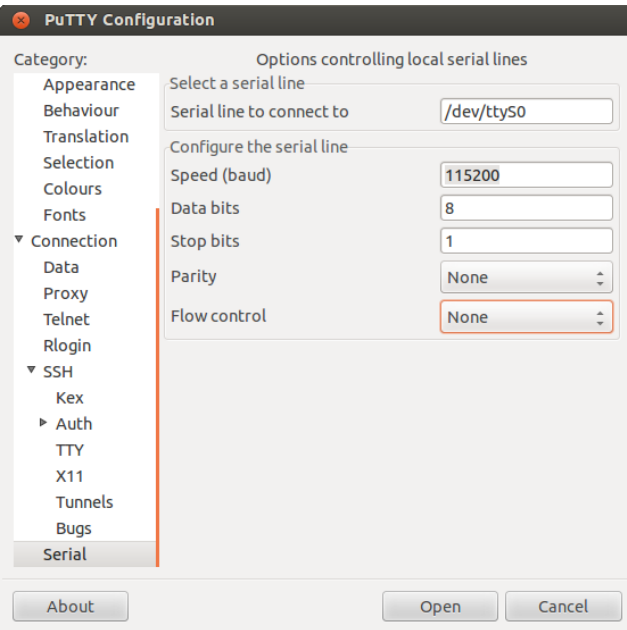 PuTTY Configuration
Category:
Options controlling local serial lines
Appearance
Behaviour
Translation
Selection
Colours
Fonts
Connection
Data
Proxy
Telnet
Rlogin
SSH
Kex
Auth
TTY
X11
Tunnels
Bugs
Serial
Select a serial line
Serial line to connect to /dev/ttyS0
Configure the serial line
Speed (baud) 115200
Data bits 8
Stop bits 1
Parity None
Flow control None
About
Open
Cancel